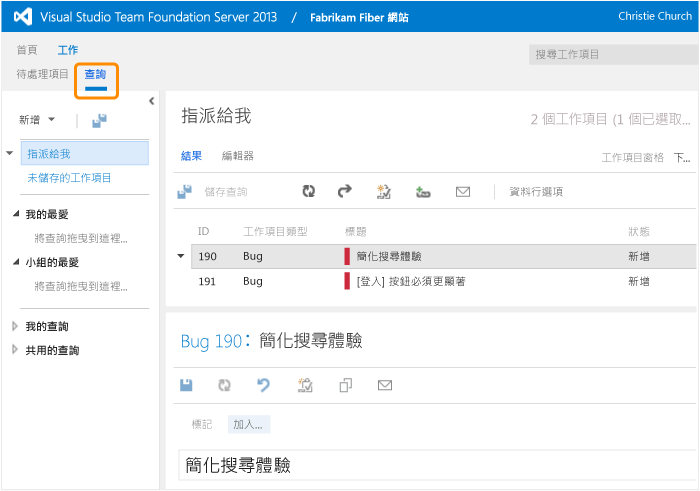 Visual Studio Team Foundation Server 2013 / Fabrikam Fiber 網站 Christie Church
首頁 工作
搜尋工作項目
待處理項目 查詢
新增
指派給我
未儲存的工作項目
我的最愛
將查詢拖曳到這裡...
小組的最愛
將查詢拖曳到這裡...
我的查詢
共用的查詢
指派給我 2 個工作項目 (1 個已選取...
結果 編輯器 工作項目窗格 下...
儲存查詢 資料行選項
ID 工作項目類型 標題 狀態
190 Bug 簡化搜尋體驗 新增
191 Bug [登入] 按鈕必須更顯著 新增
Bug 190: 簡化搜尋體驗
標記 加入...
簡化搜尋體驗